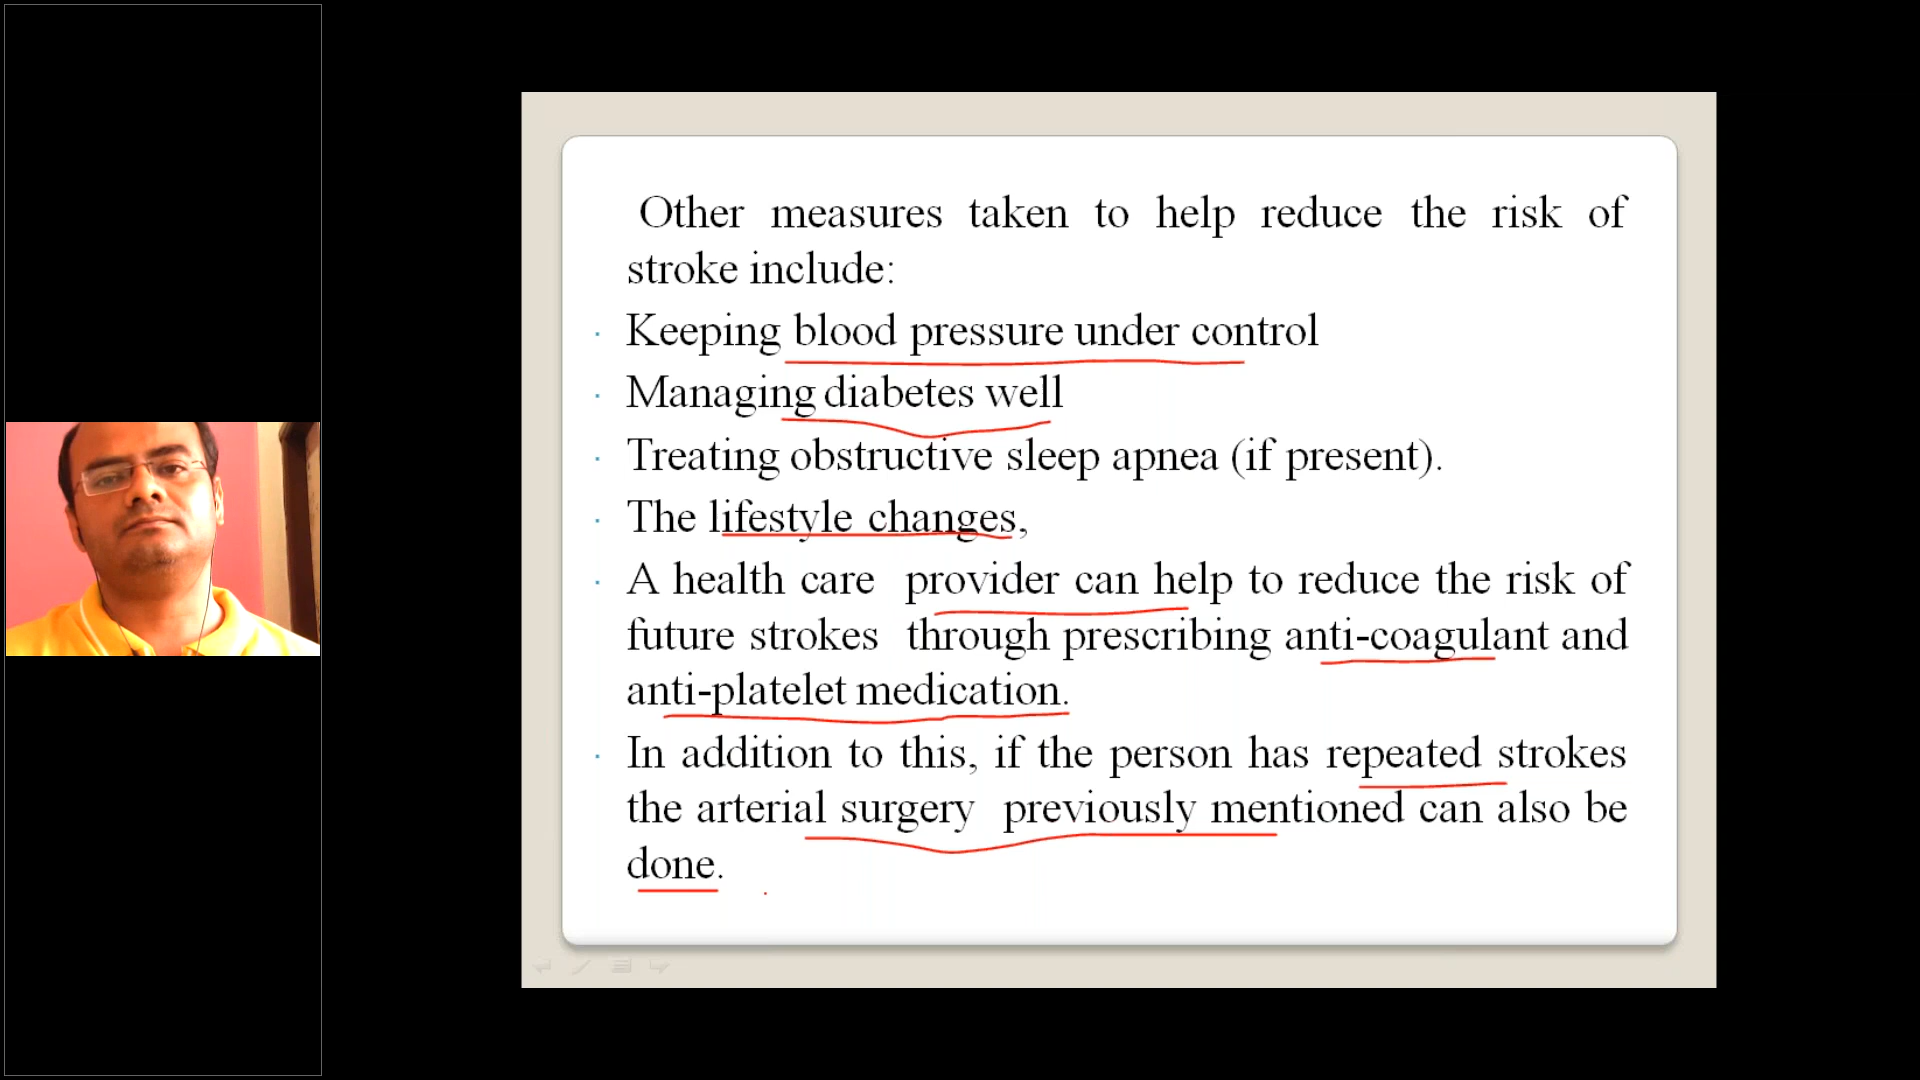 Other measures taken to help reduce the risk of
stroke include:
· Keeping blood pressure under control
· Managing diabetes well
· Treating obstructive sleep apnea (if present).
· The lifestyle changes,
· A health care provider can help to reduce the risk of
future strokes through prescribing anti-coagulant and
anti-platelet medication.
· In addition to this, if the person has repeated strokes
the arterial surgery previously mentioned can also be
done.